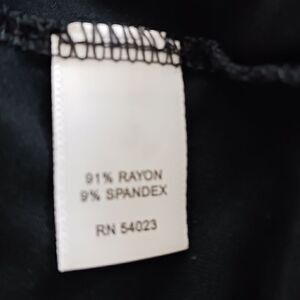 91% RAYON
9% SPANDEX
RN 54023